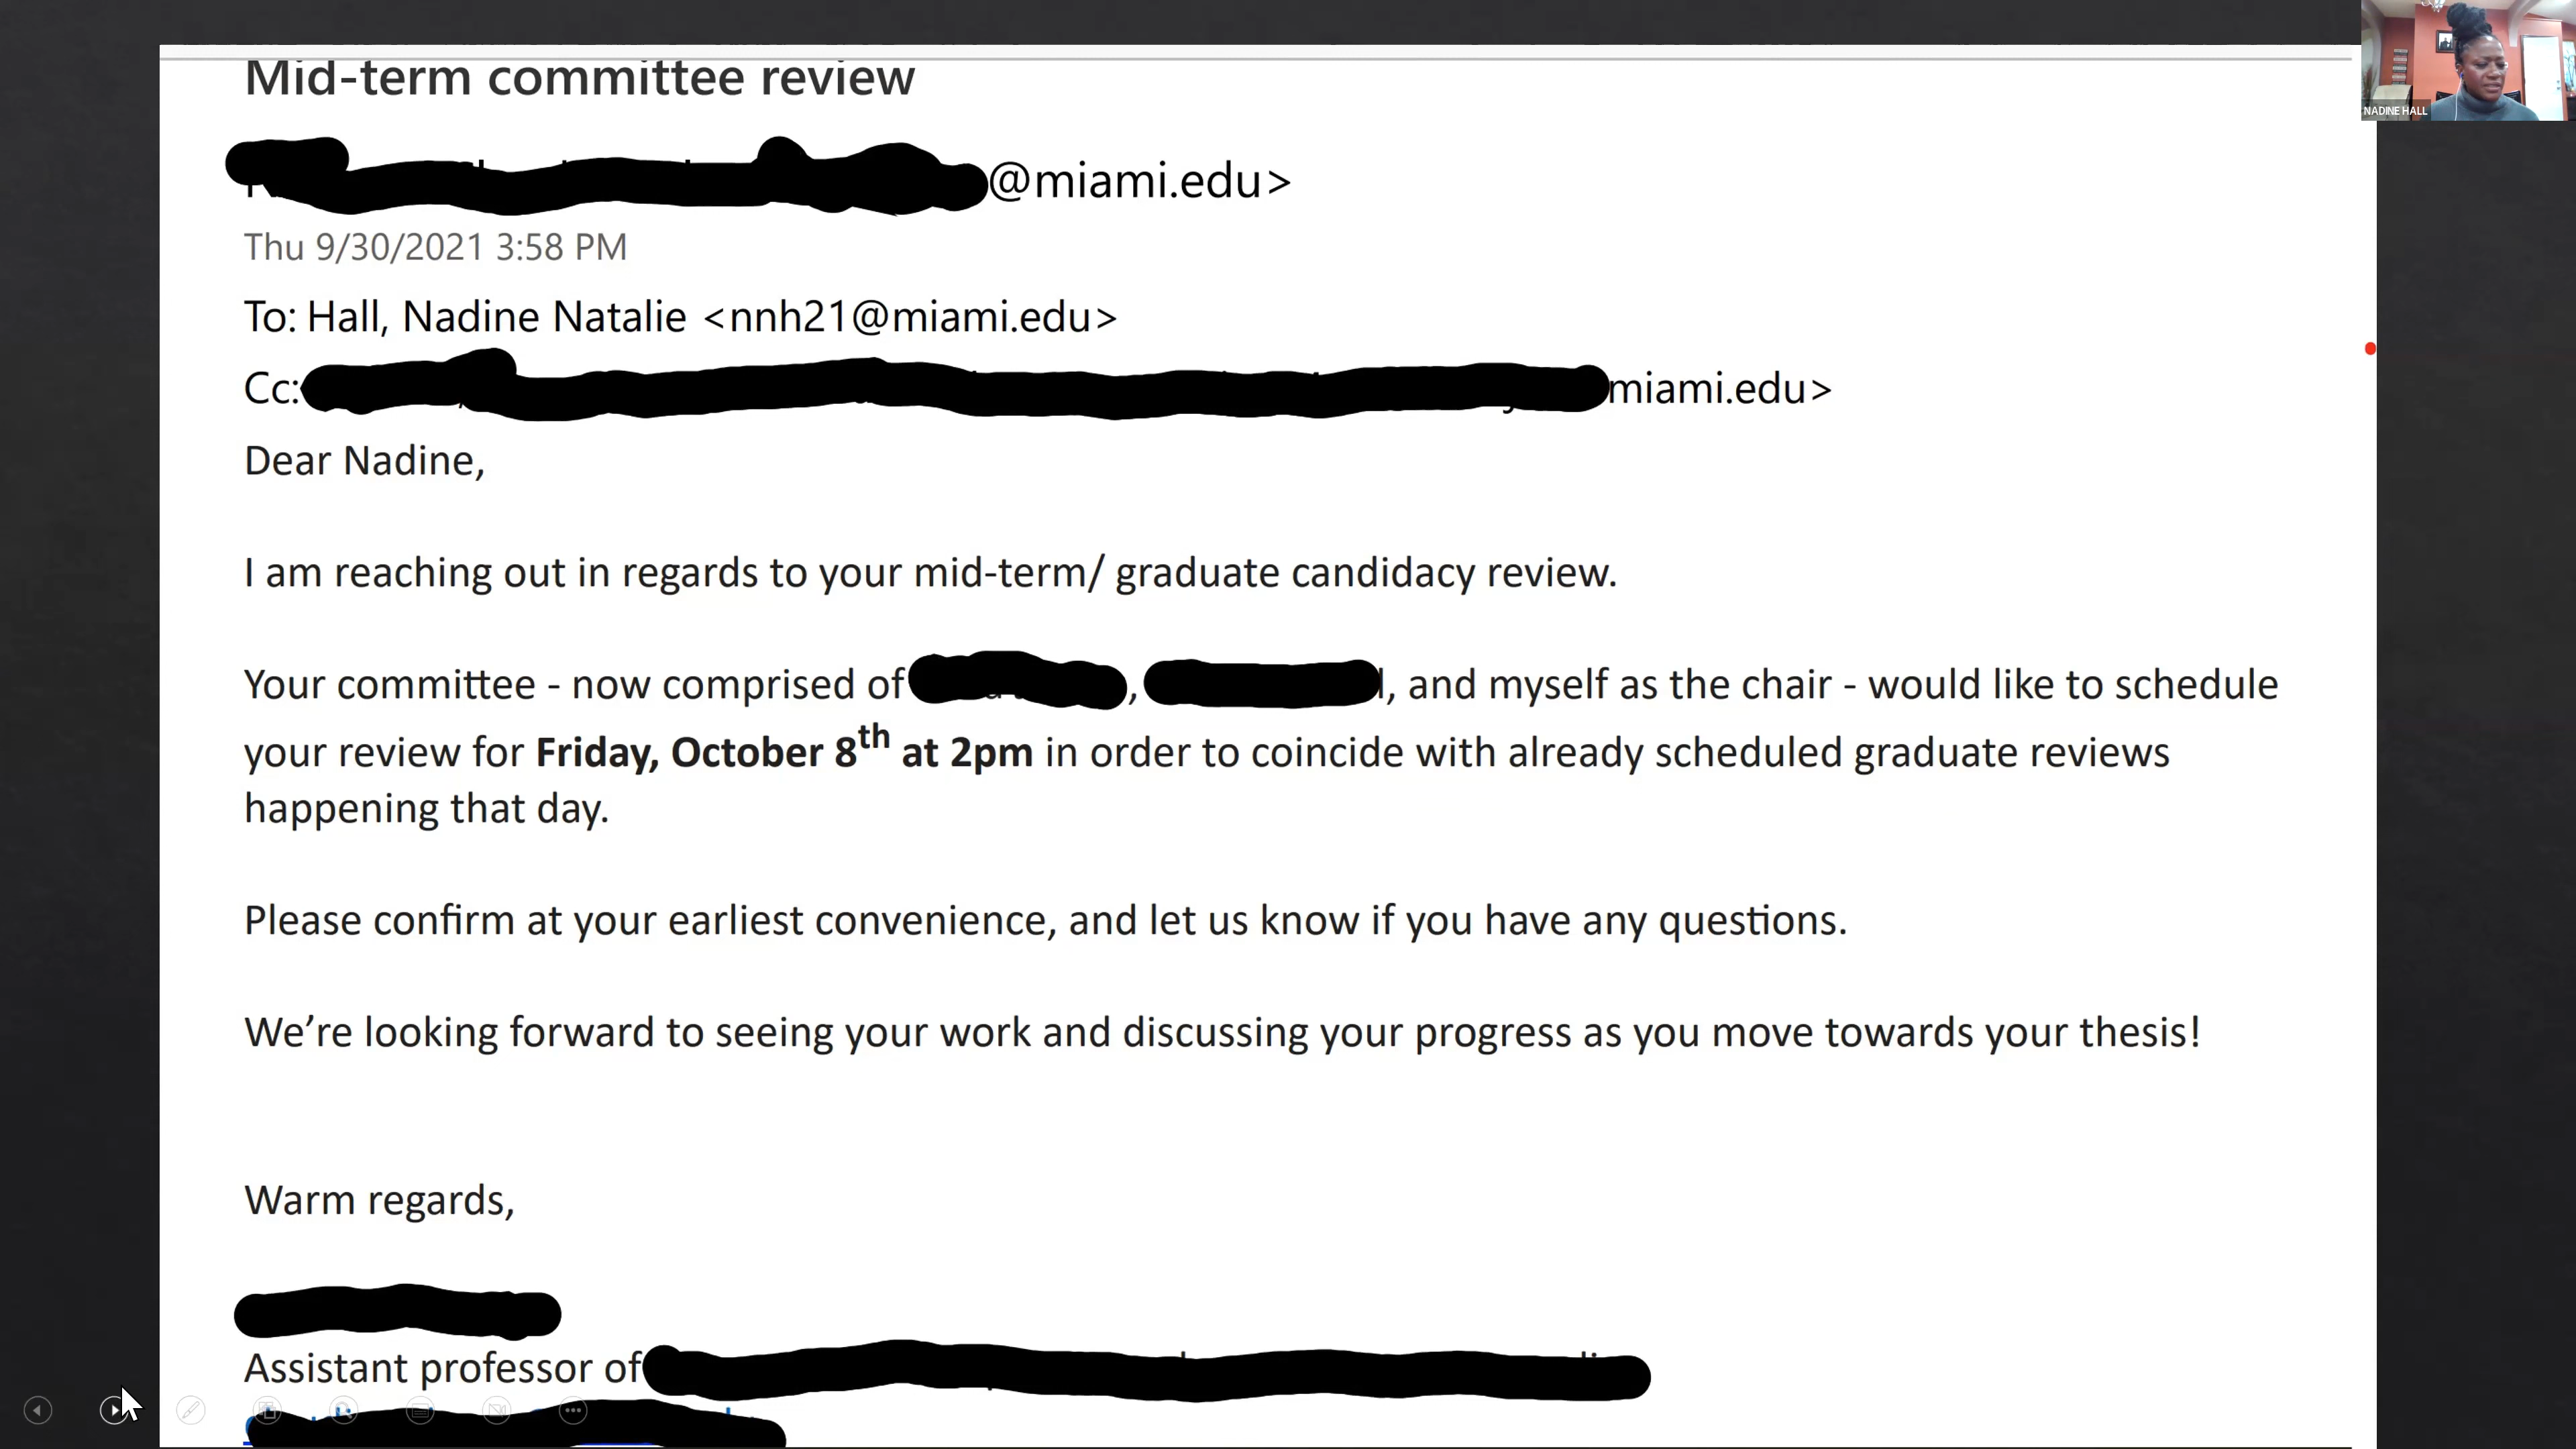 Mid-term committee review
NADINE HALL
@miami.edu>
Thu 9/30/2021 3:58 PM
To: Hall, Nadine Natalie <nnh21@miami.edu>
Cc: miami.edu>
Dear Nadine,
I am reaching out in regards to your mid-term/ graduate candidacy review.
Your committee - now comprised of , , and myself as the chair - would like to schedule
your review for Friday, October 8th at 2pm in order to coincide with already scheduled graduate reviews
happening that day.
Please confirm at your earliest convenience, and let us know if you have any questions.
We’re looking forward to seeing your work and discussing your progress as you move towards your thesis!
Warm regards,
Assistant professor of